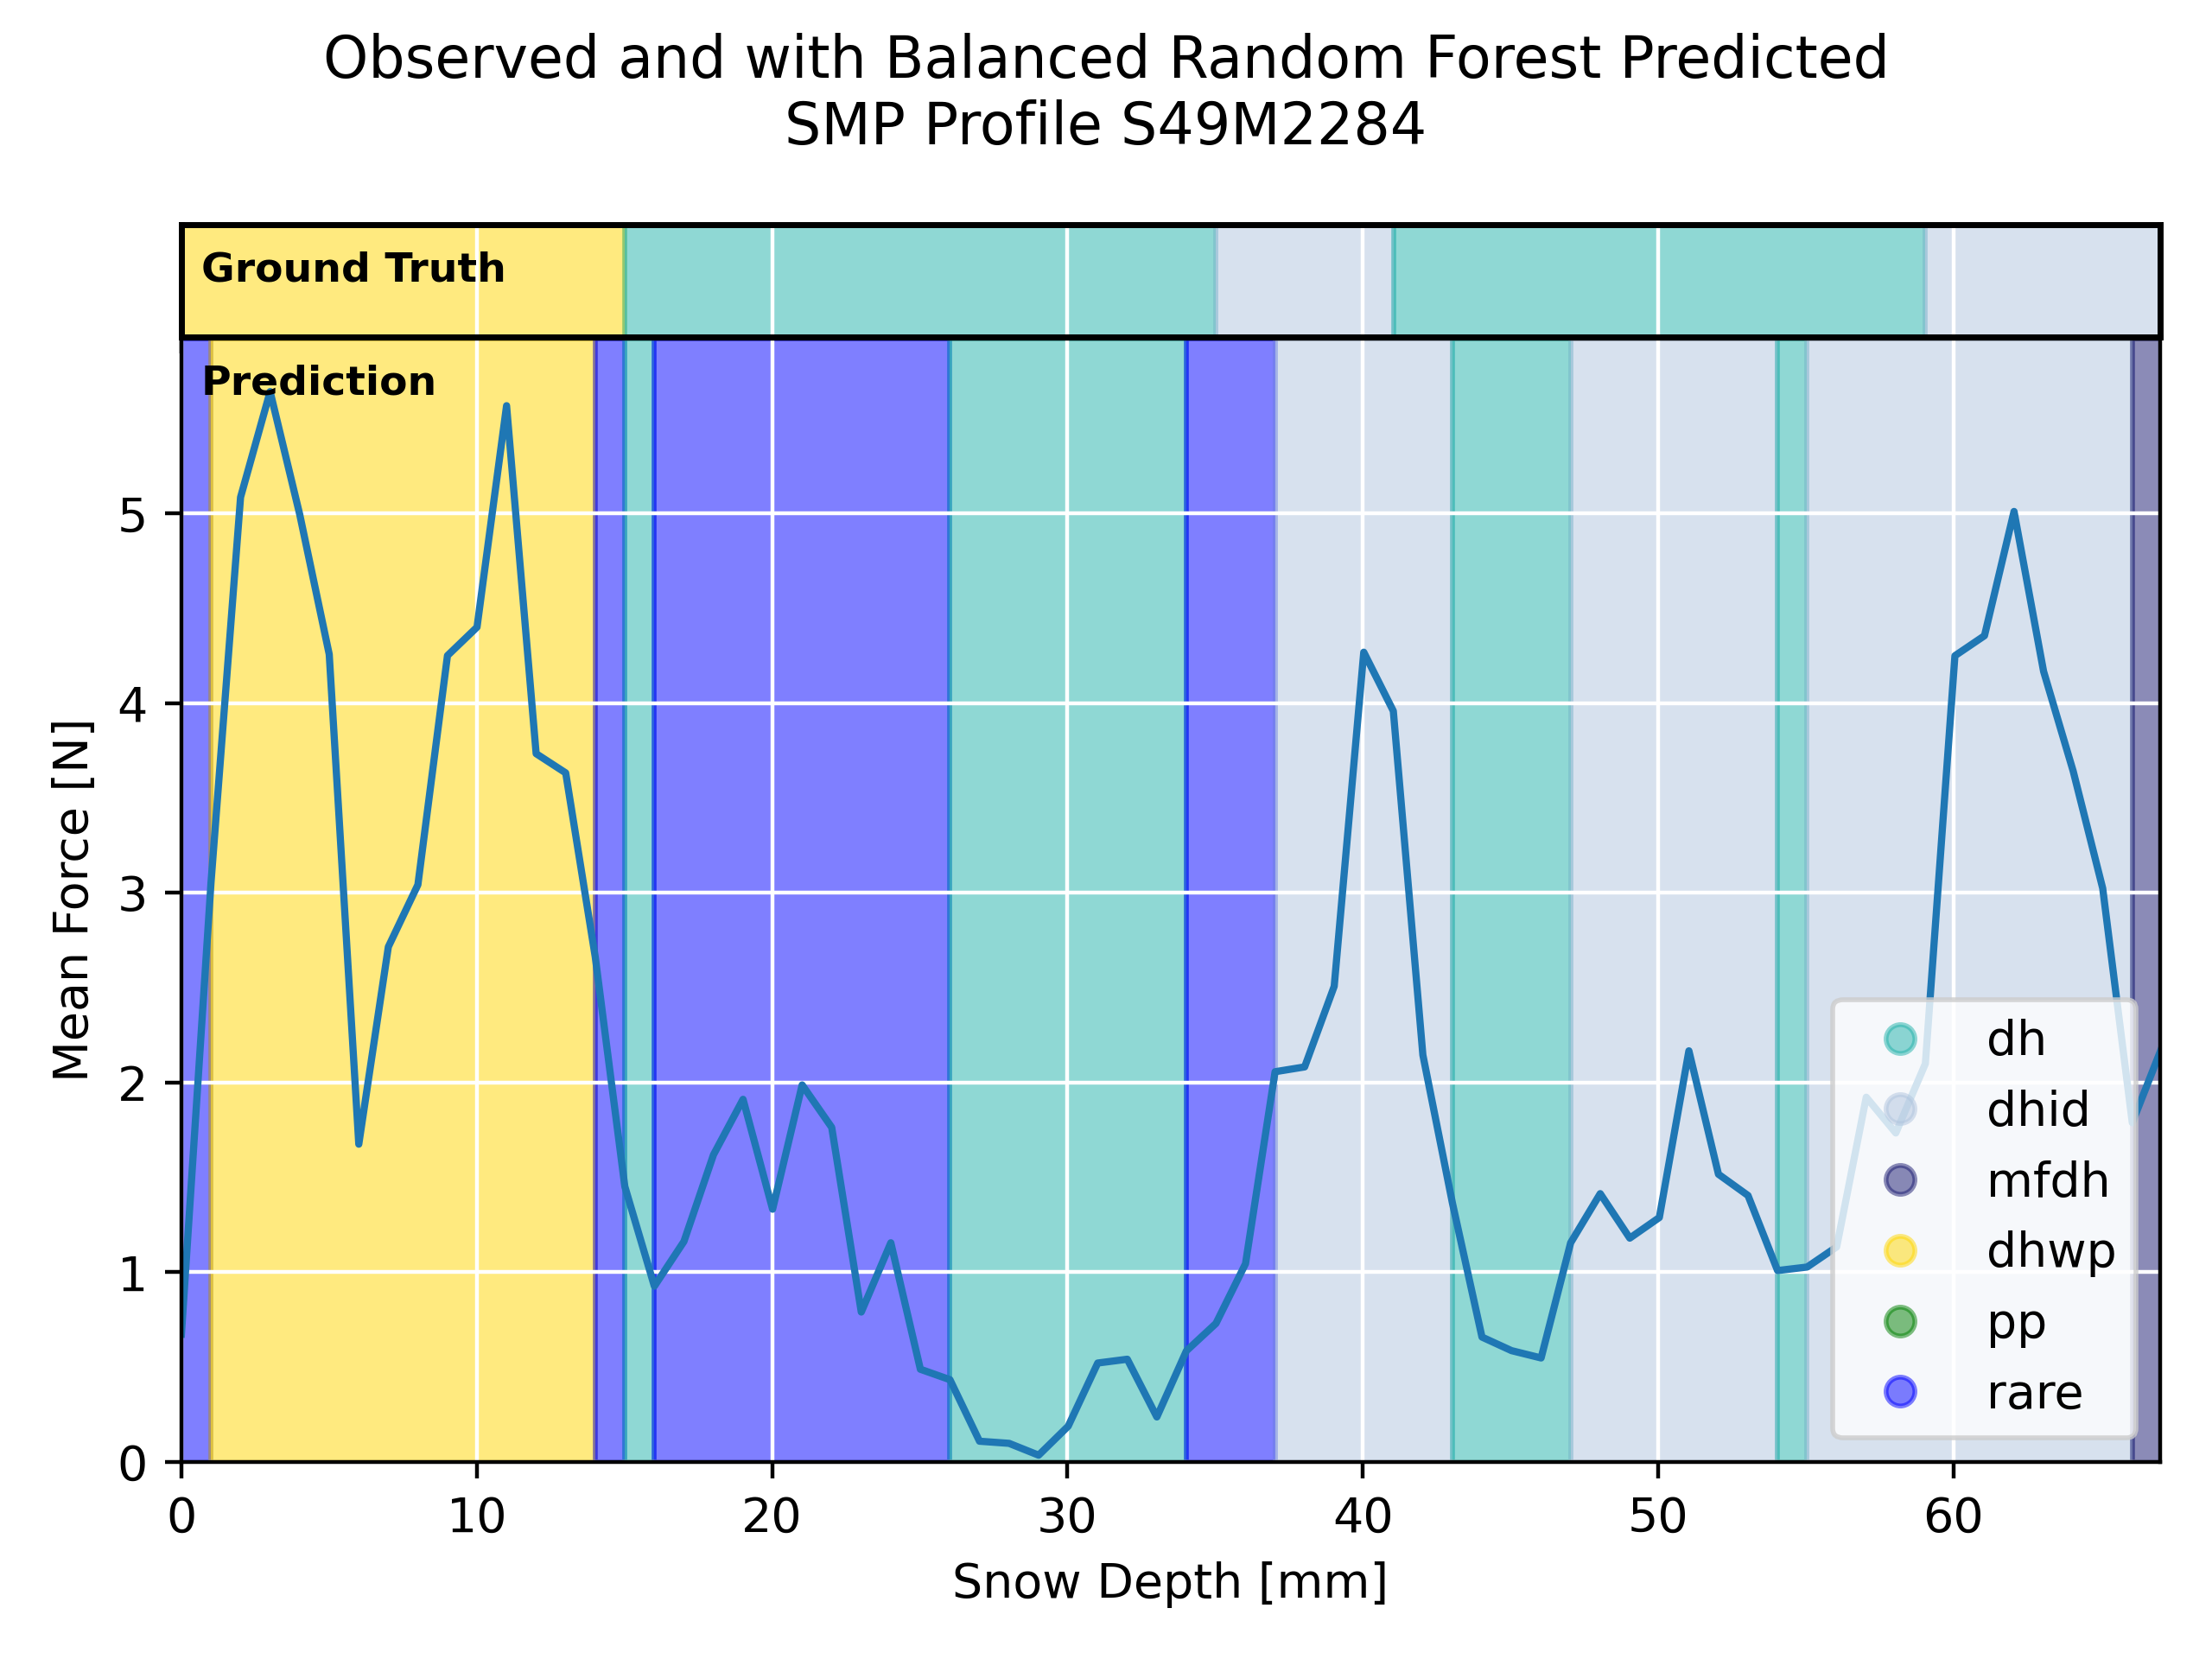 Observed and with Balanced Random Forest Predicted
SMP Profile S49M2284
Ground Truth
Prediction
5
4
3
2
1
0
Mean Force [N]
dh
dhid
mfdh
dhwp
pp
rare
0 10 20 30 40 50 60
Snow Depth [mm]